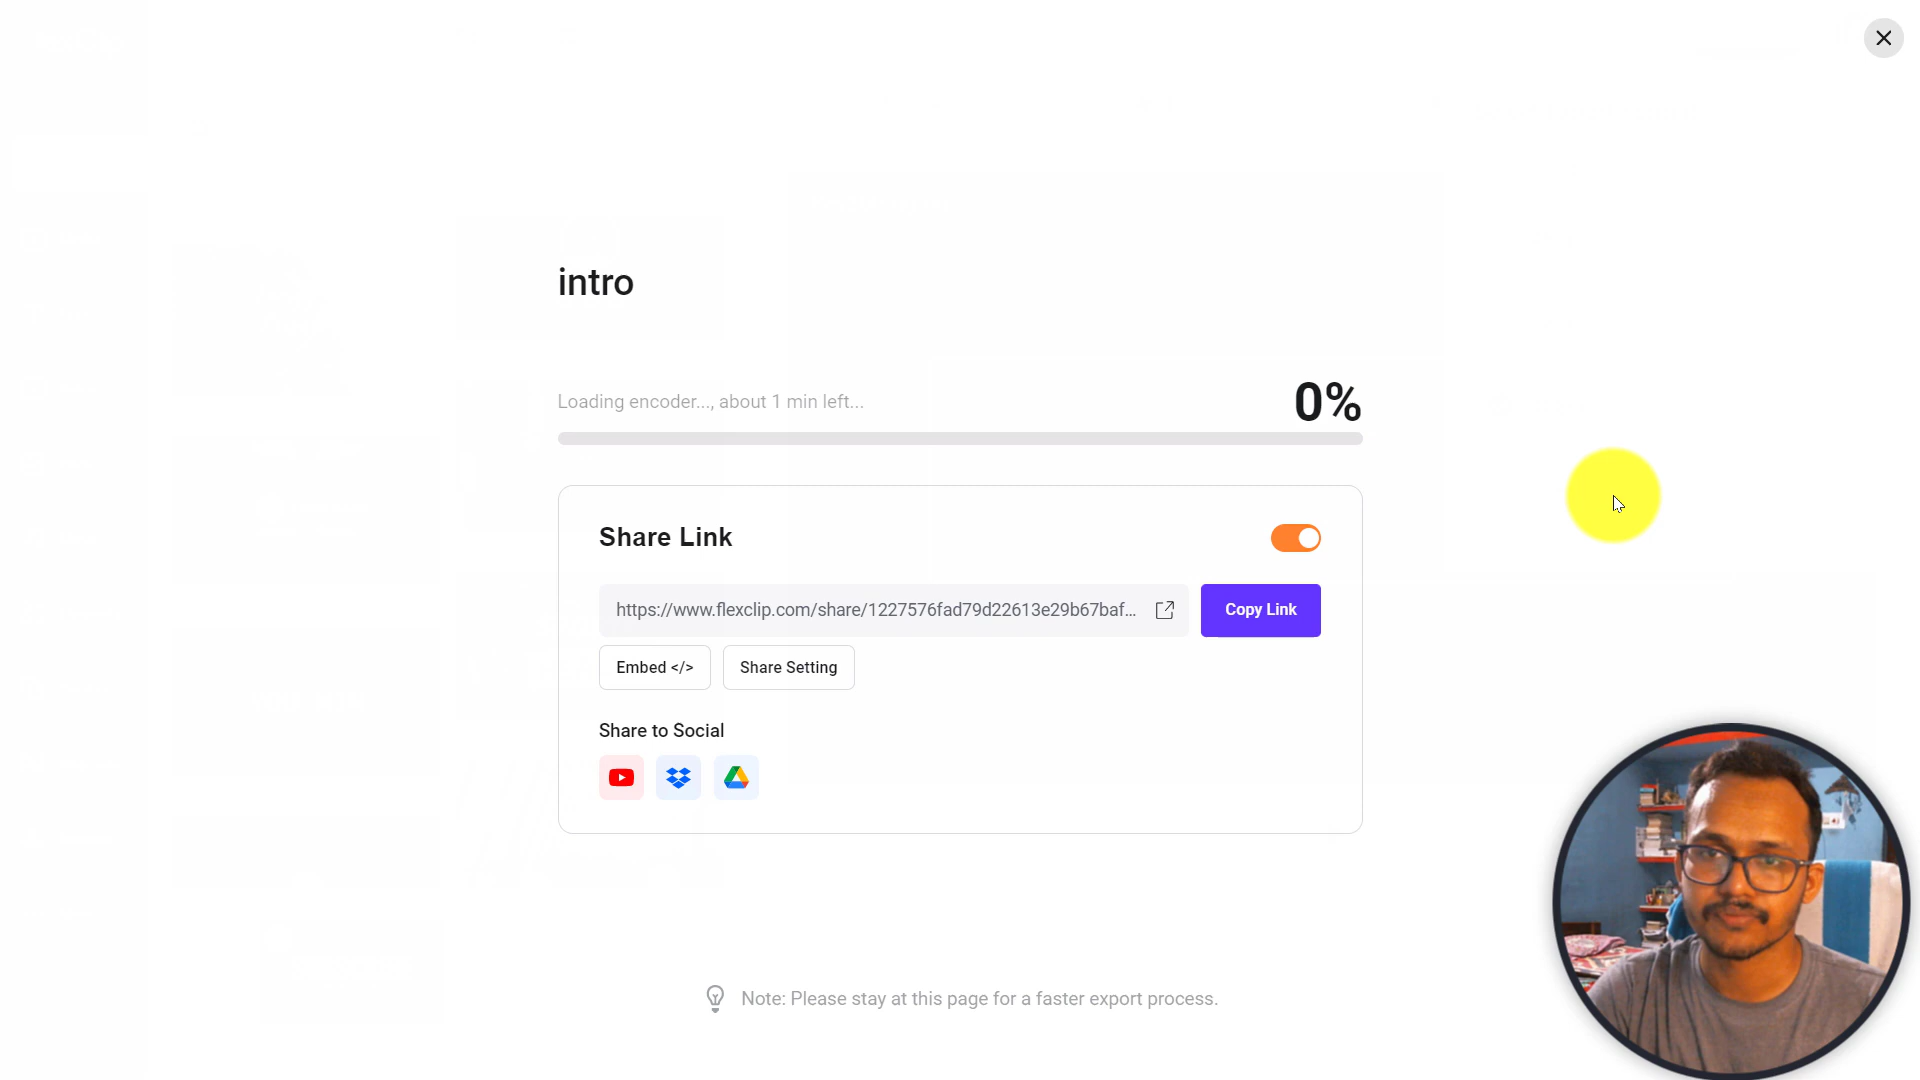 intro
Loading encoder..., about 1 min left...
0%
Share Link
https://www.flexclip.com/share/1227576fad79d22613e29b67baf...
Copy Link
Embed </>
Share Setting
Share to Social
Note: Please stay at this page for a faster export process.